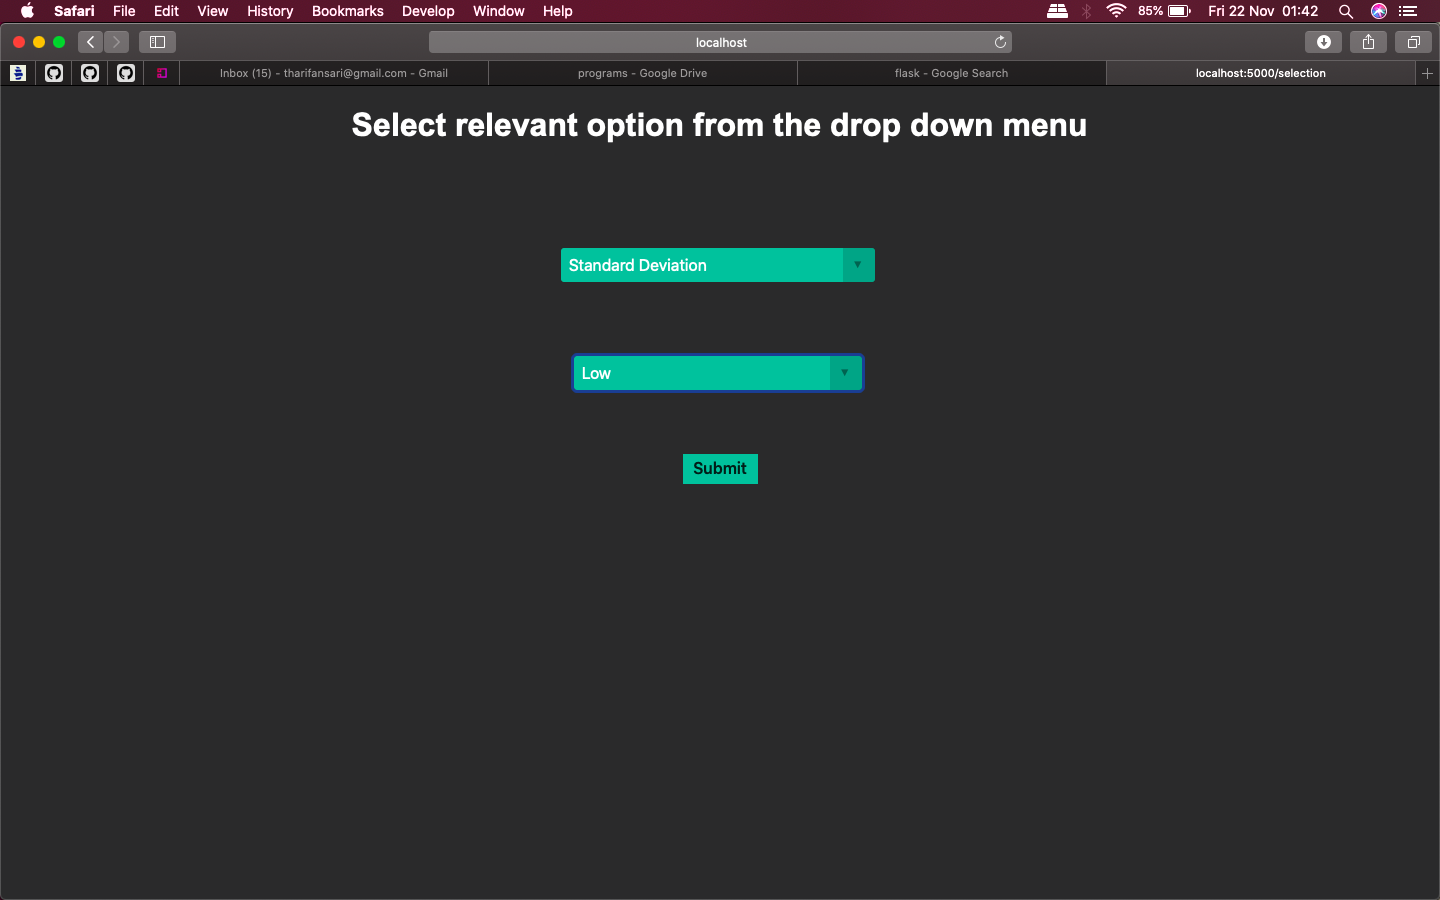 Safari File Edit View History Bookmarks Develop Window Help 85% Fri 22 Nov 01:42
localhost
Inbox (15) - tharifansari@gmail.com - Gmail programs - Google Drive flask - Google Search localhost:5000/selection
Select relevant option from the drop down menu
Standard Deviation
Low
Submit